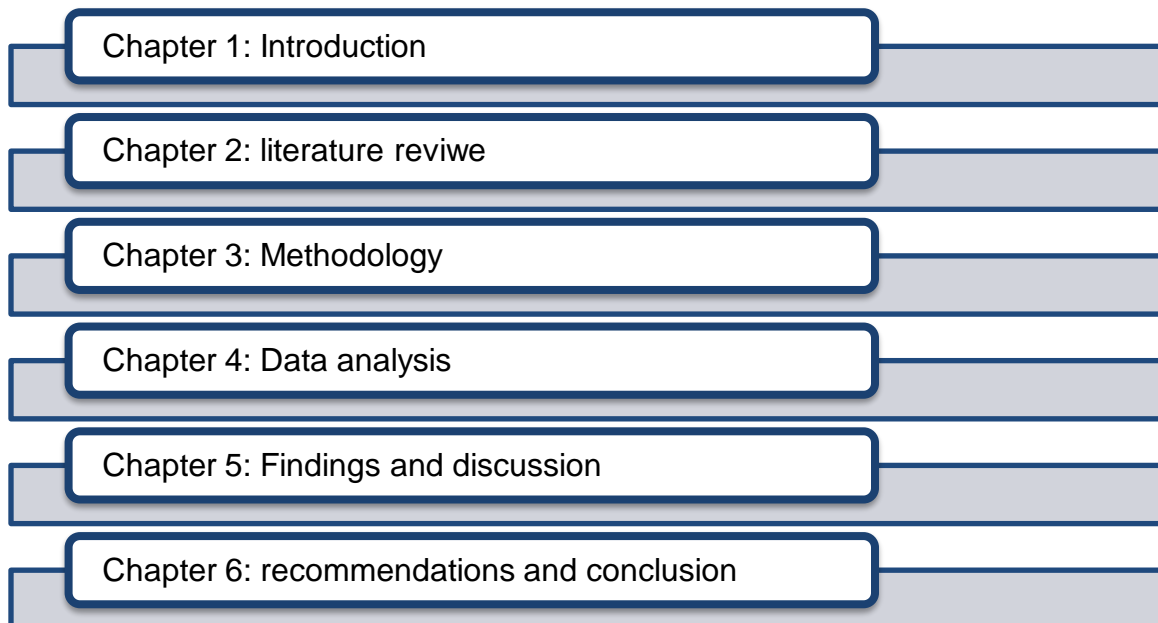 Chapter 1: Introduction
Chapter 2: literature reviwe
Chapter 3: Methodology
Chapter 4: Data analysis
Chapter 5: Findings and discussion
Chapter 6: recommendations and conclusion